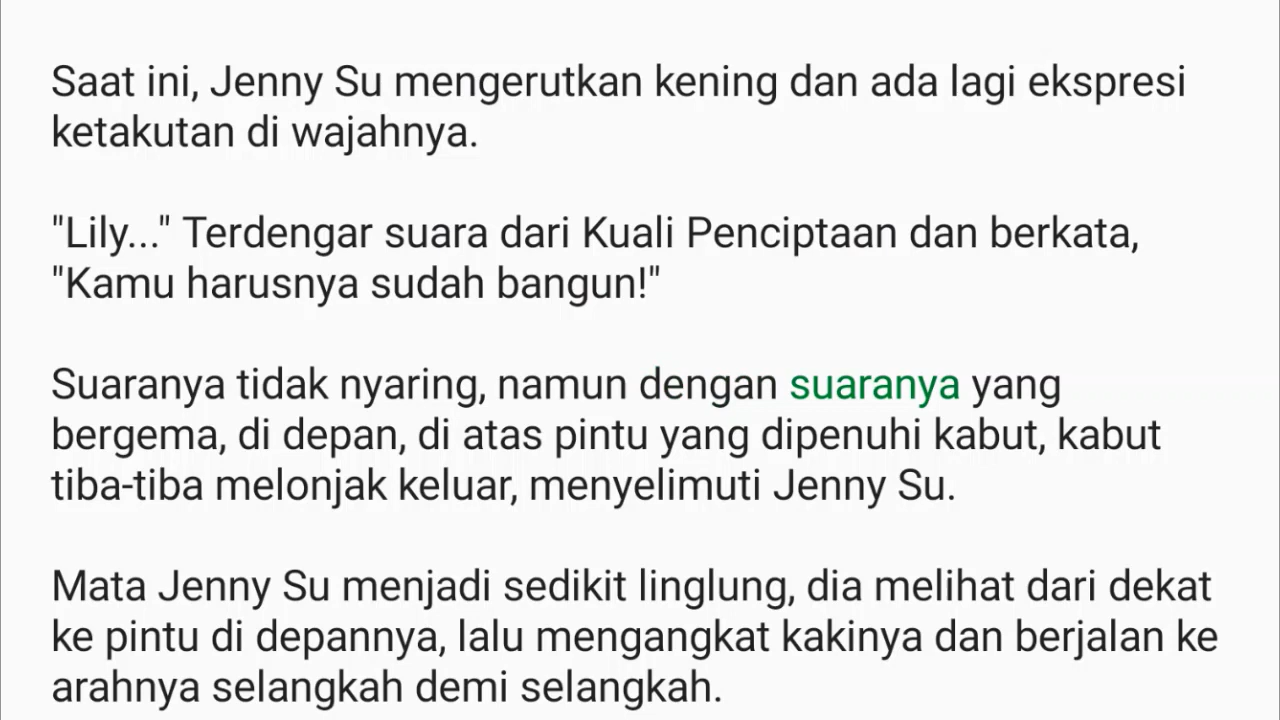 Saat ini, Jenny Su mengerutkan kening dan ada lagi ekspresi
ketakutan di wajahnya.
"Lily..." Terdengar suara dari Kuali Penciptaan dan berkata,
"Kamu harusnya sudah bangun!"
Suaranya tidak nyaring, namun dengan suaranya yang
bergema, di depan, di atas pintu yang dipenuhi kabut, kabut
tiba-tiba melonjak keluar, menyelimuti Jenny Su.
Mata Jenny Su menjadi sedikit linglung, dia melihat dari dekat
ke pintu di depannya, lalu mengangkat kakinya dan berjalan ke
arahnya selangkah demi selangkah.